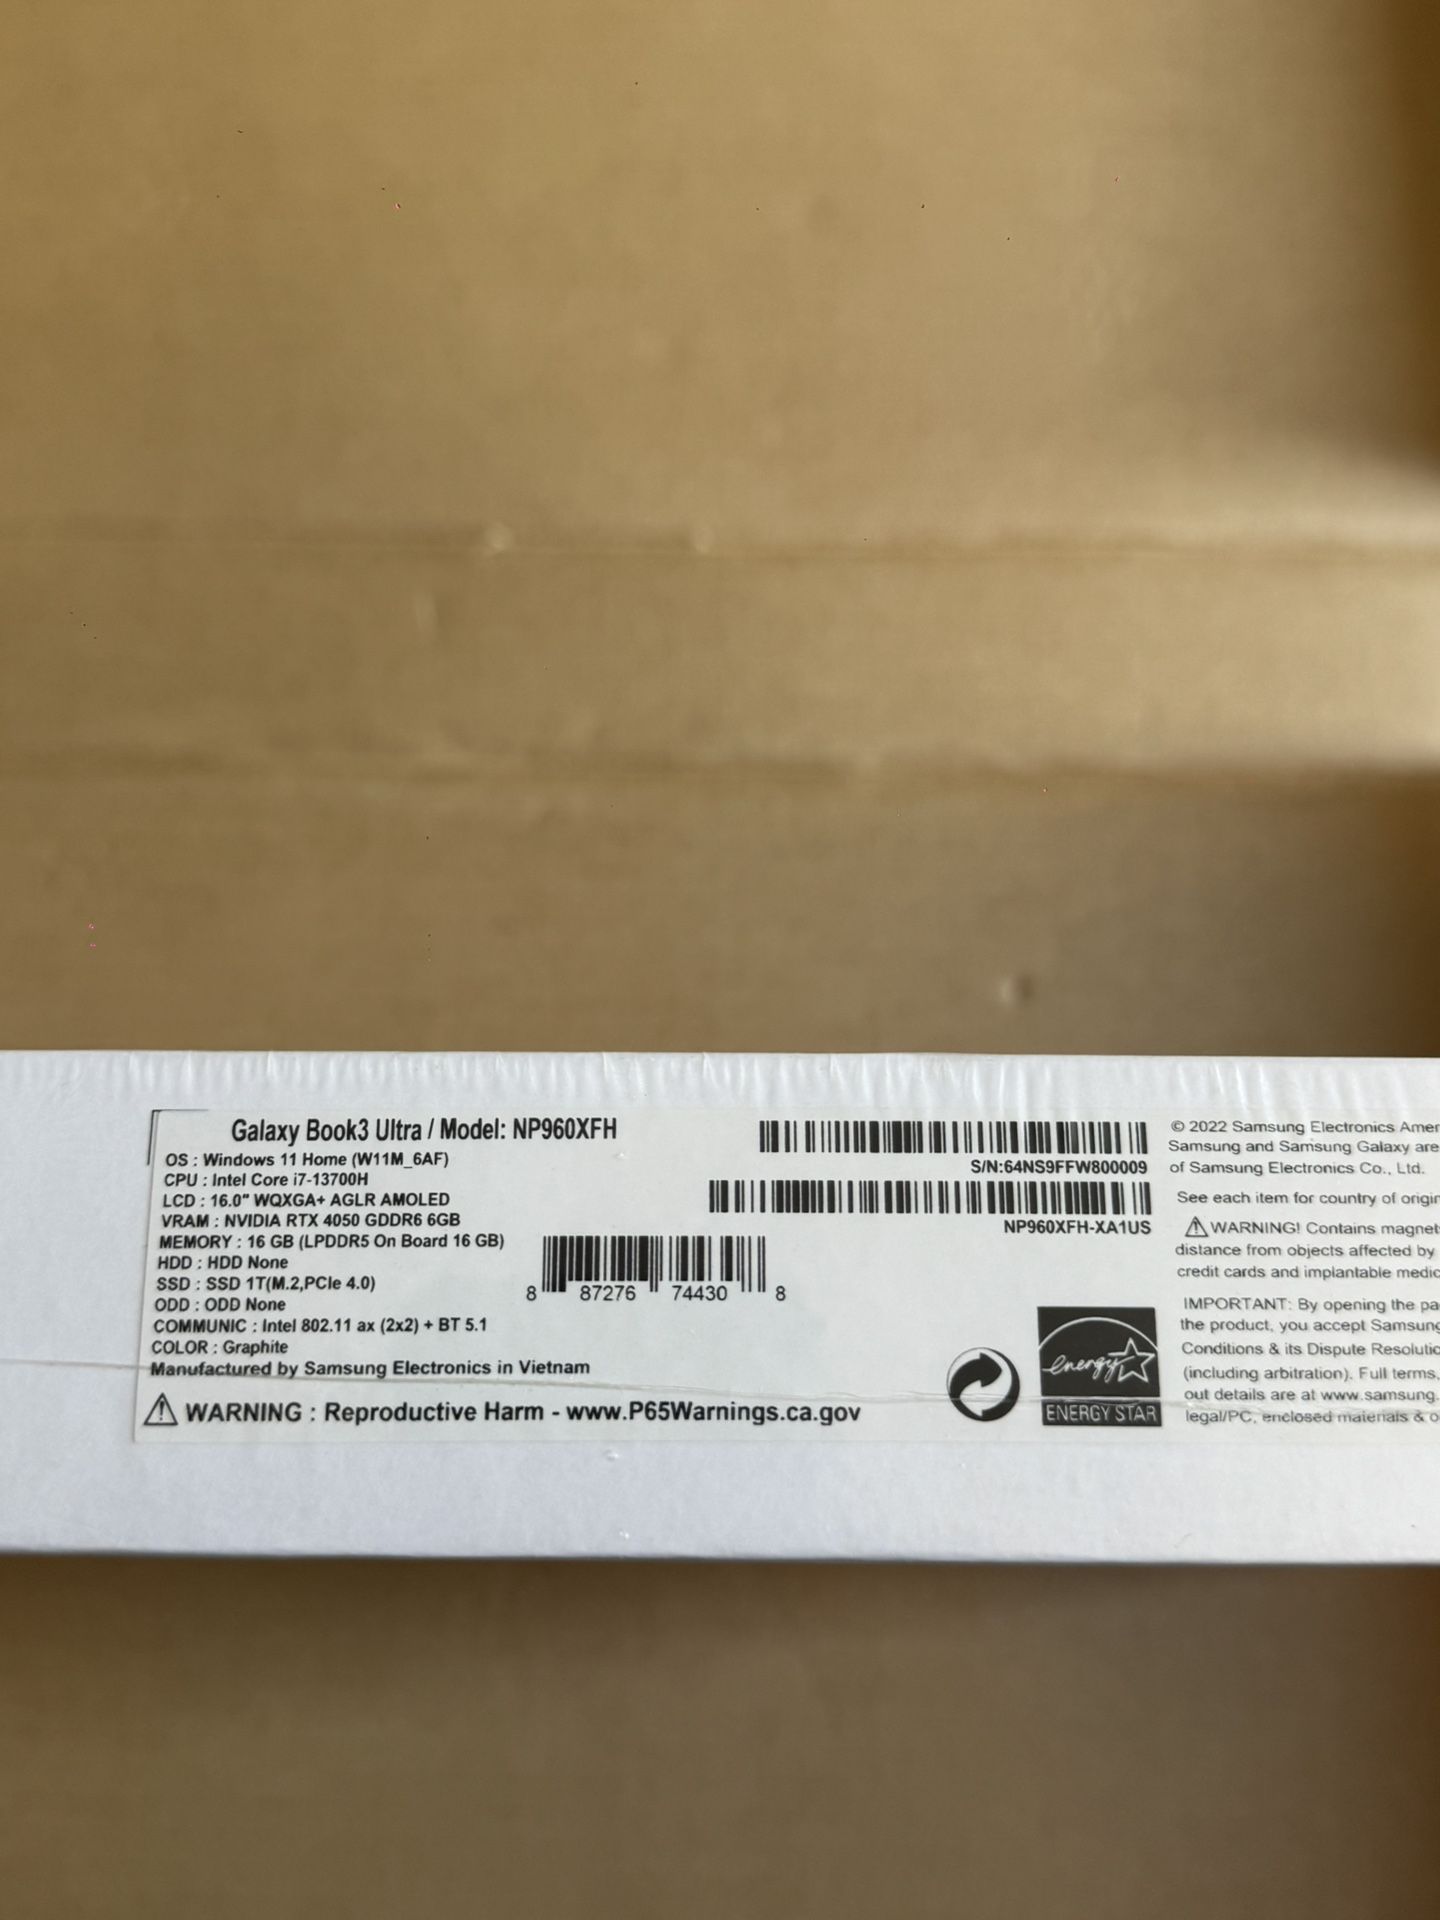 Galaxy Book3 Ultra / Model: NP960XFH
OS : Windows 11 Home (W11M_6AF)
CPU : Intel Core i7-13700H
LCD : 16.0" WQXGA+ AGLR AMOLED
VRAM : NVIDIA RTX 4050 GDDR6 6GB
MEMORY : 16 GB (LPDDR5 On Board 16 GB)
HDD : HDD None
SSD : SSD 1T(M.2,PCIe 4.0)
ODD : ODD None
COMMUNIC : Intel 802.11 ax (2x2) + BT 5.1
COLOR : Graphite
Manufactured by Samsung Electronics in Vietnam
WARNING : Reproductive Harm - www.P65Warnings.ca.gov
8 87276 74430 8
S/N:64NS9FFW800009
NP960XFH-XA1US
energy
ENERGY STAR
© 2022 Samsung Electronics Amer
Samsung and Samsung Galaxy are
of Samsung Electronics Co., Ltd.
See each item for country of origin
WARNING! Contains magnet
distance from objects affected by
credit cards and implantable medic
IMPORTANT: By opening the pa
the product, you accept Samsung
Conditions & its Dispute Resolutio
(including arbitration). Full terms,
out details are at www.samsung.
legal/PC, enclosed materials & o